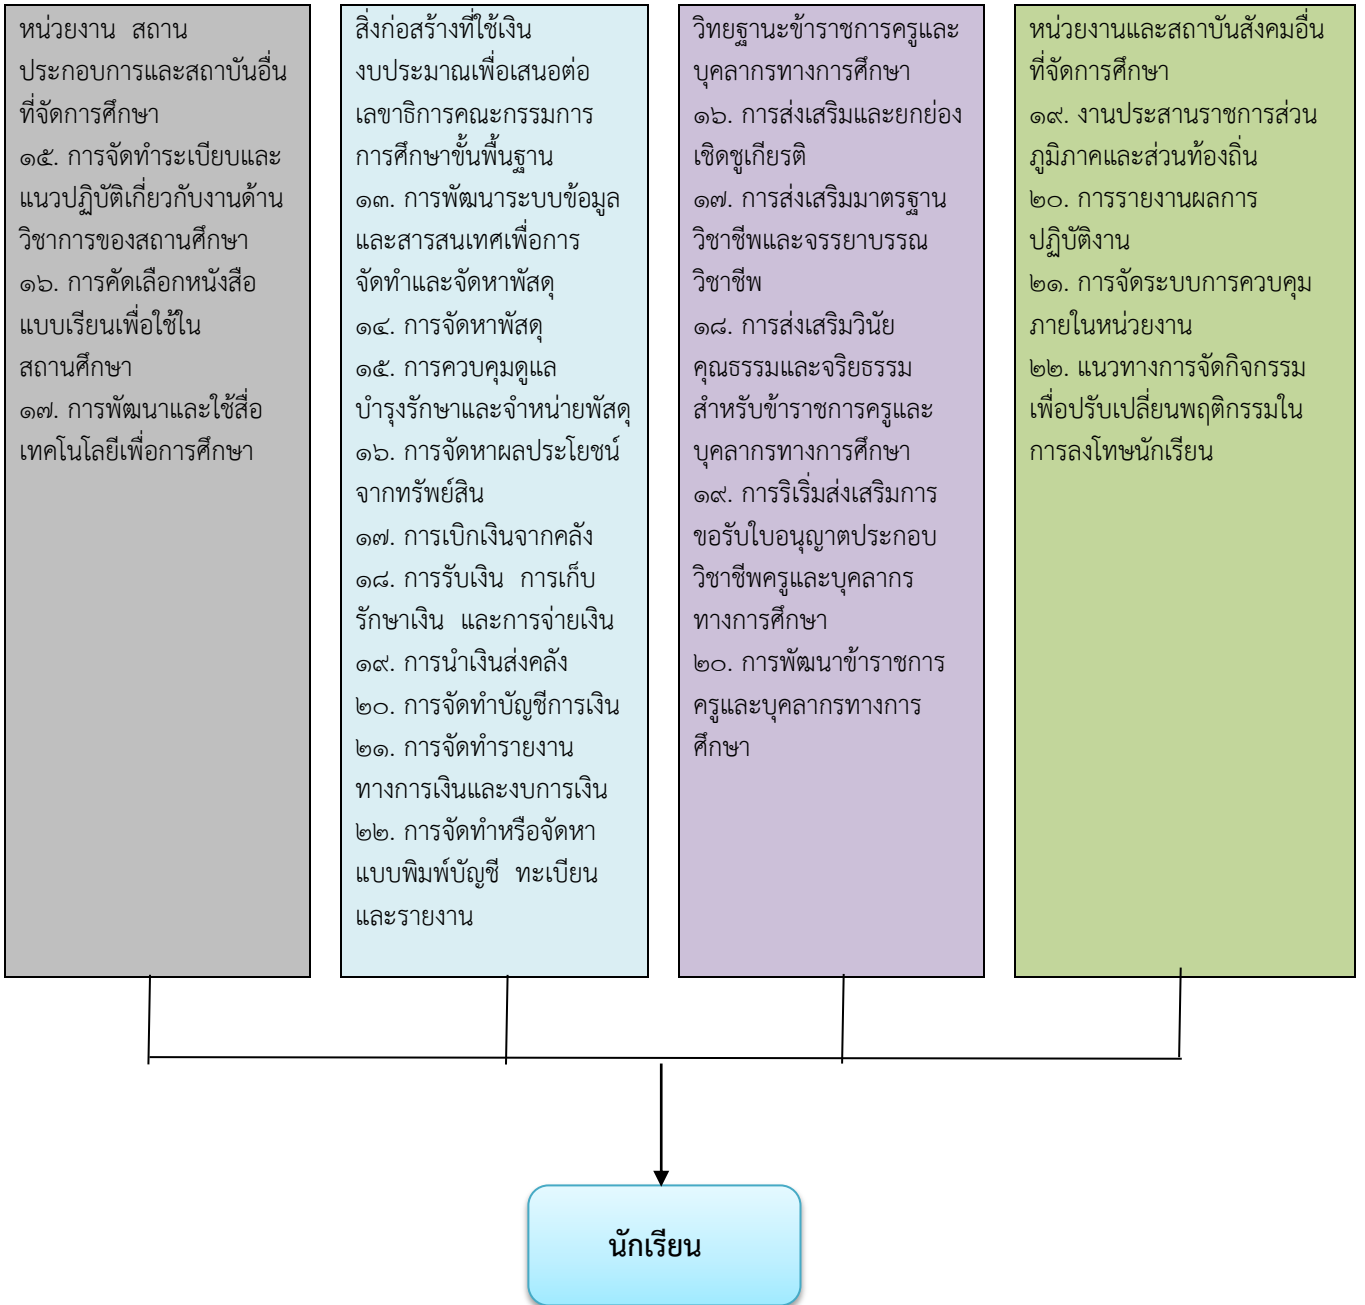 หน่วยงาน สถาน
ประกอบการและสถาบันอื่น
ที่จัดการศึกษา
๑๕. การจัดทำระเบียบและ
แนวปฏิบัติเกี่ยวกับงานด้าน
วิชาการของสถานศึกษา
๑๖. การคัดเลือกหนังสือ
แบบเรียนเพื่อใช้ใน
สถานศึกษา
๑๗. การพัฒนาและใช้สื่อ
เทคโนโลยีเพื่อการศึกษา
สิ่งก่อสร้างที่ใช้เงิน
งบประมาณเพื่อเสนอต่อ
เลขาธิการคณะกรรมการ
การศึกษาขั้นพื้นฐาน
๑๓. การพัฒนาระบบข้อมูล
และสารสนเทศเพื่อการ
จัดทำและจัดหาพัสดุ
๑๔. การจัดหาพัสดุ
๑๕. การควบคุมดูแล
บำรุงรักษาและจำหน่ายพัสดุ
๑๖. การจัดหาผลประโยชน์
จากทรัพย์สิน
๑๗. การเบิกเงินจากคลัง
๑๘. การรับเงิน การเก็บ
รักษาเงิน และการจ่ายเงิน
๑๙. การนำเงินส่งคลัง
๒๐. การจัดทำบัญชีการเงิน
๒๑. การจัดทำรายงาน
ทางการเงินและงบการเงิน
๒๒. การจัดทำหรือจัดหา
แบบพิมพ์บัญชี ทะเบียน
และรายงาน
วิทยฐานะข้าราชการครูและ
บุคลากรทางการศึกษา
๑๖. การส่งเสริมและยกย่อง
เชิดชูเกียรติ
๑๗. การส่งเสริมมาตรฐาน
วิชาชีพและจรรยาบรรณ
วิชาชีพ
๑๘. การส่งเสริมวินัย
คุณธรรมและจริยธรรม
สำหรับข้าราชการครูและ
บุคลากรทางการศึกษา
๑๙. การริเริ่มส่งเสริมการ
ขอรับใบอนุญาตประกอบ
วิชาชีพครูและบุคลากร
ทางการศึกษา
๒๐. การพัฒนาข้าราชการ
ครูและบุคลากรทางการ
ศึกษา
หน่วยงานและสถาบันสังคมอื่น
ที่จัดการศึกษา
๑๙. งานประสานราชการส่วน
ภูมิภาคและส่วนท้องถิ่น
๒๐. การรายงานผลการ
ปฏิบัติงาน
๒๑. การจัดระบบการควบคุม
ภายในหน่วยงาน
๒๒. แนวทางการจัดกิจกรรม
เพื่อปรับเปลี่ยนพฤติกรรมใน
การลงโทษนักเรียน
นักเรียน